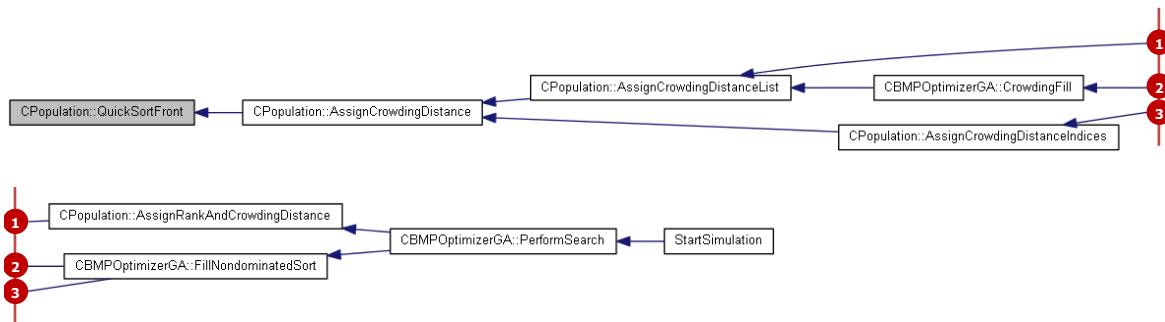 1
CPopulation::AssignCrowdingDistanceList
CBMPOptimizerGA::CrowdingFill
2
CPopulation::QuickSortFront
CPopulation::AssignCrowdingDistance
3
CPopulation::AssignCrowdingDistanceIndices
1
CPopulation::AssignRankAndCrowdingDistance
CBMPOptimizerGA::PerformSearch
StartSimulation
2
CBMPOptimizerGA::FillNondominatedSort
3